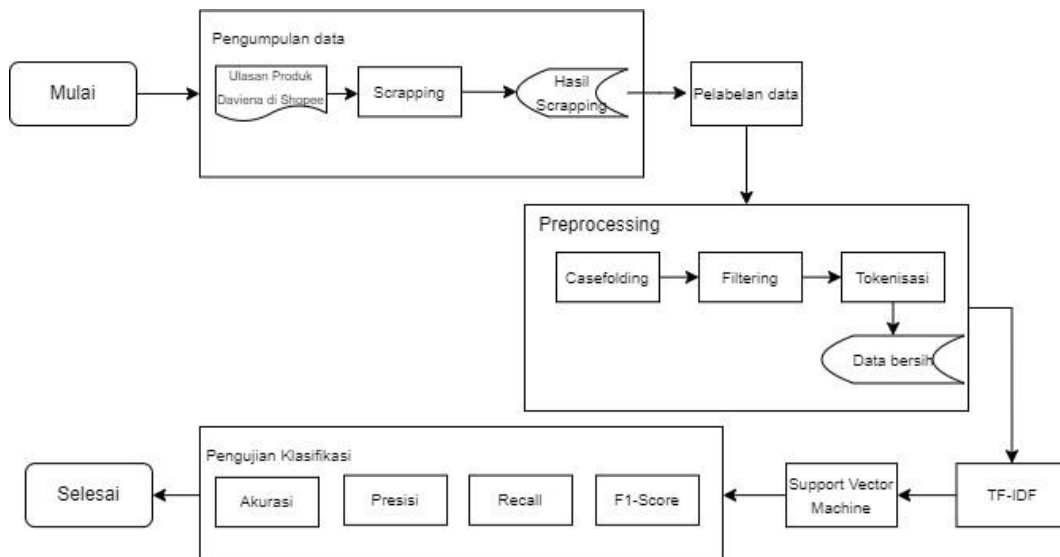 Pengumpulan data
Mulai
Ulasan Produk
Daviena di Shopee
Scrapping
Hasil
Scrapping
Pelabelan data
Preprocessing
Casefolding
Filtering
Tokenisasi
Data bersih
Pengujian Klasifikasi
Selesai
Akurasi
Presisi
Recall
F1-Score
Support Vector
Machine
TF-IDF